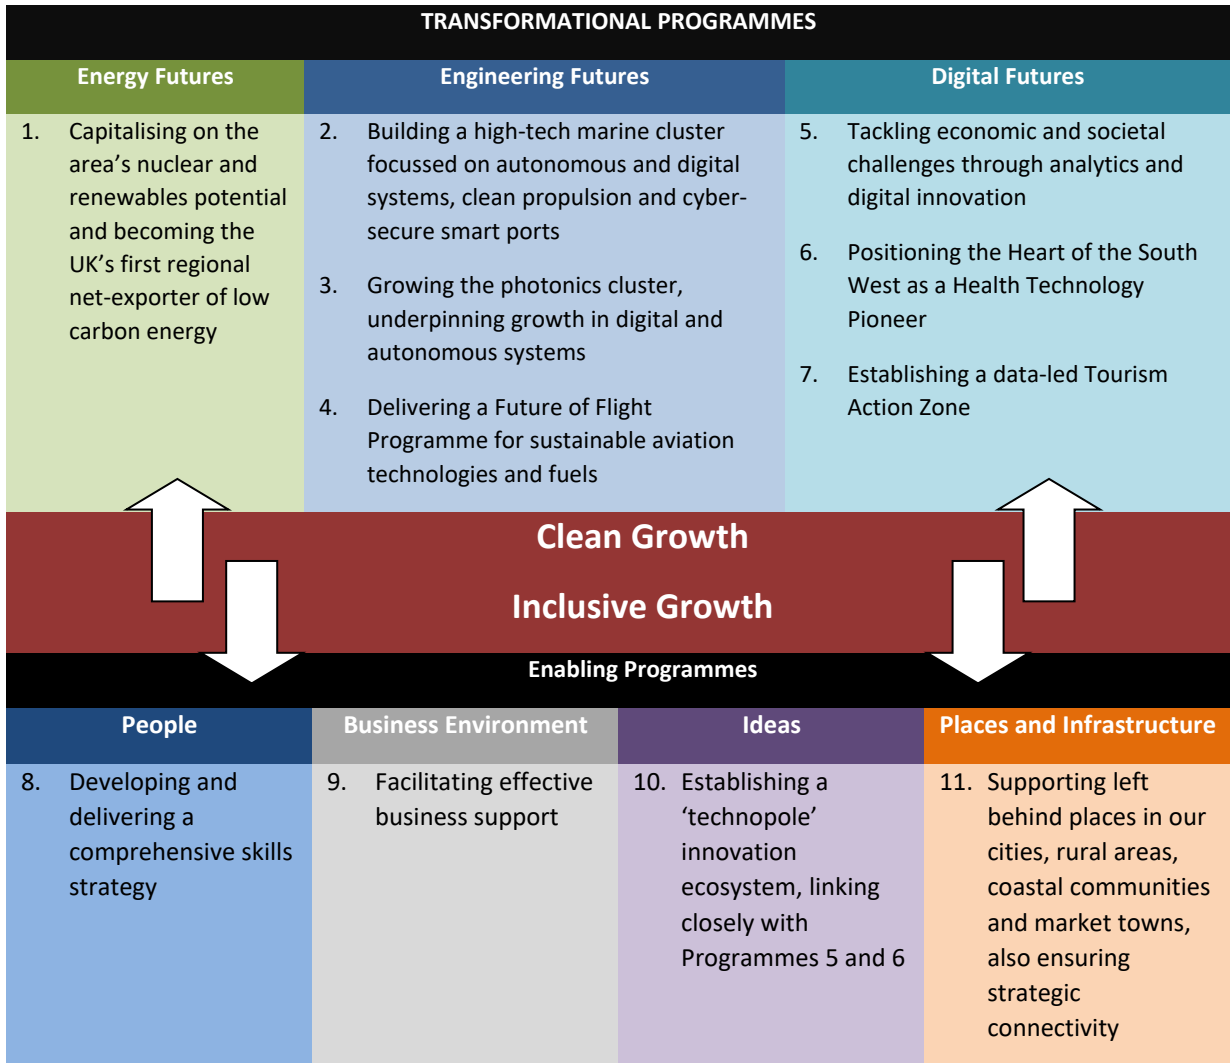 TRANSFORMATIONAL PROGRAMMES
Energy Futures
1. Capitalising on the
area’s nuclear and
renewables potential
and becoming the
UK’s first regional
net-exporter of low
carbon energy
Engineering Futures
2. Building a high-tech marine cluster
focussed on autonomous and digital
systems, clean propulsion and cyber-
secure smart ports
3. Growing the photonics cluster,
underpinning growth in digital and
autonomous systems
4. Delivering a Future of Flight
Programme for sustainable aviation
technologies and fuels
Digital Futures
5. Tackling economic and societal
challenges through analytics and
digital innovation
6. Positioning the Heart of the South
West as a Health Technology
Pioneer
7. Establishing a data-led Tourism
Action Zone
Clean Growth
Inclusive Growth
Enabling Programmes
People
8. Developing and
delivering a
comprehensive skills
strategy
Business Environment
9. Facilitating effective
business support
Ideas
10. Establishing a
‘technopole’
innovation
ecosystem, linking
closely with
Programmes 5 and 6
Places and Infrastructure
11. Supporting left
behind places in our
cities, rural areas,
coastal communities
and market towns,
also ensuring
strategic
connectivity